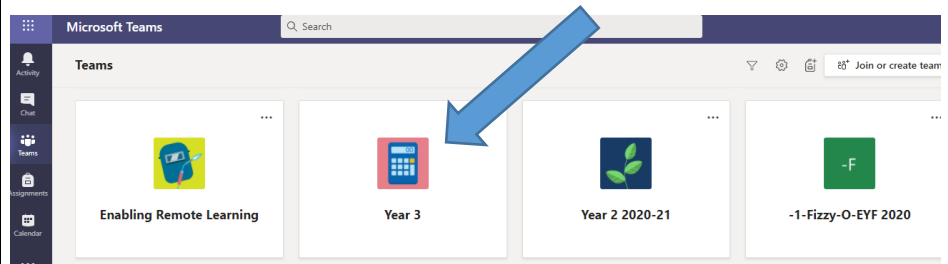 Microsoft Teams
Search
Activity
Teams
Join or create team
Chat
Teams
Assignments
Calendar
Enabling Remote Learning
Year 3
Year 2 2020-21
-F
-1-Fizzy-O-EYF 2020